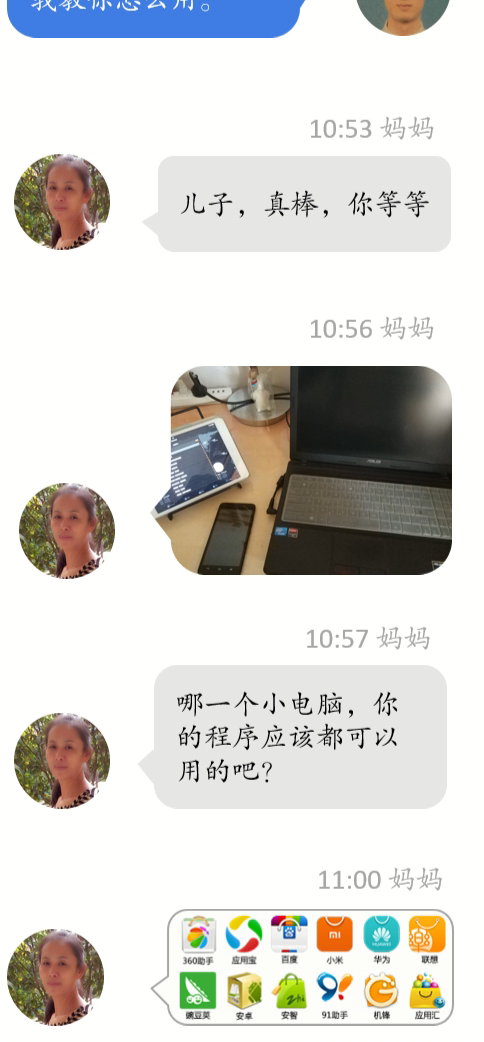 我教你怎么用。
10:53 妈妈
儿子，真棒，你等等
10:56 妈妈
ASUS
10:57 妈妈
哪一个小电脑，你
的程序应该都可以
用的吧？
11:00 妈妈
360助手 应用宝 百度 小米 华为 联想
豌豆荚 安卓 安智 91助手 机锋 应用汇